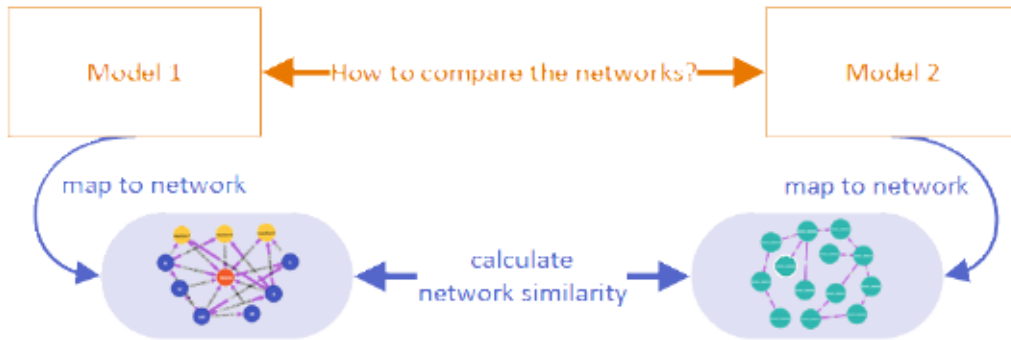 Model 1
How to compare the networks?
Model 2
map to network
map to network
calculate
network similarity